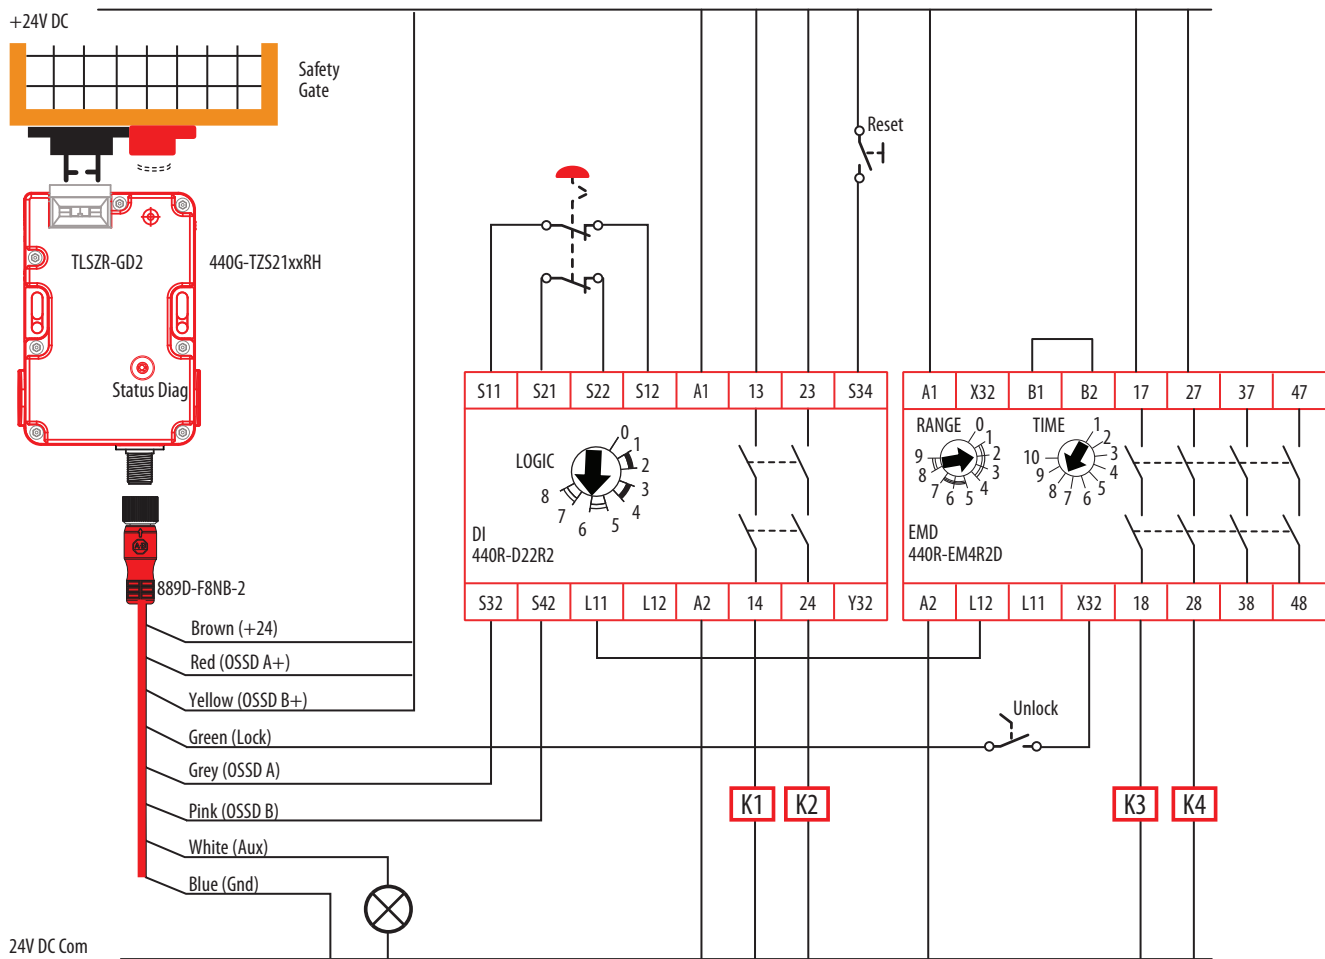 +24V DC
Safety
Gate
Reset
TLSZR-GD2
440G-TZS21xxRH
Status Diag
S11 S21 S22 S12 A1 13 23 S34
A1 X32 B1 B2 17 27 37 47
LOGIC
0
1
2
3
4
5
6
7
8
RANGE
0
1
2
3
4
5
6
7
8
9
TIME
1
2
3
4
5
6
7
8
9
10
DI
440R-D22R2
EMD
440R-EM4R2D
S32 S42 L11 L12 A2 14 24 Y32
A2 L12 L11 X32 18 28 38 48
AB
889D-F8NB-2
Brown (+24)
Red (OSSD A+)
Yellow (OSSD B+)
Unlock
Green (Lock)
Grey (OSSD A)
Pink (OSSD B)
K1 K2 K3 K4
White (Aux)
Blue (Gnd)
24V DC Com